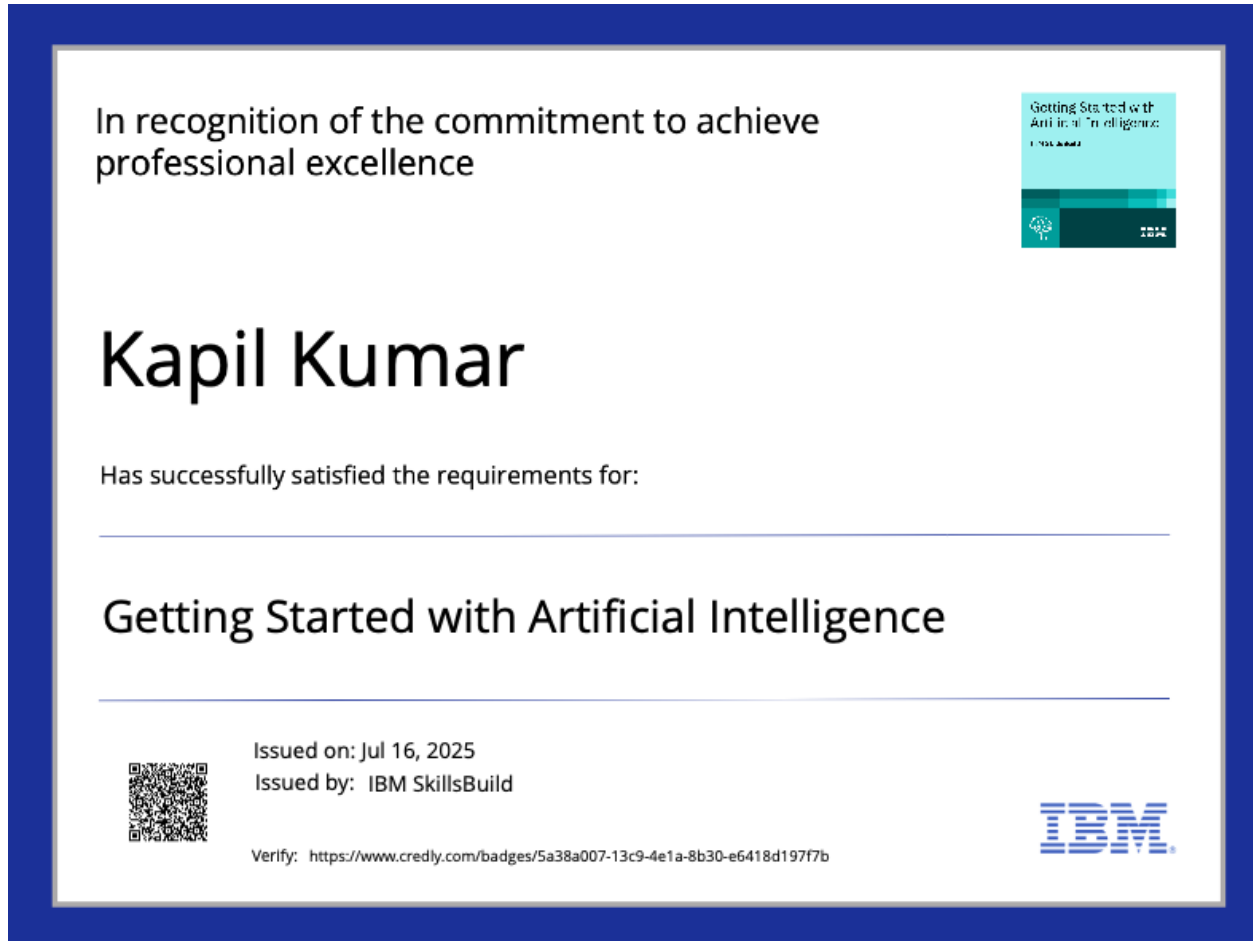 In recognition of the commitment to achieve
professional excellence
Getting Started with
Artificial Intelligence
IBM SkillsBuild
IBM
Kapil Kumar
Has successfully satisfied the requirements for:
Getting Started with Artificial Intelligence
Issued on: Jul 16, 2025
Issued by: IBM SkillsBuild
Verify: https://www.credly.com/badges/5a38a007-13c9-4e1a-8b30-e6418d197f7b
IBM®